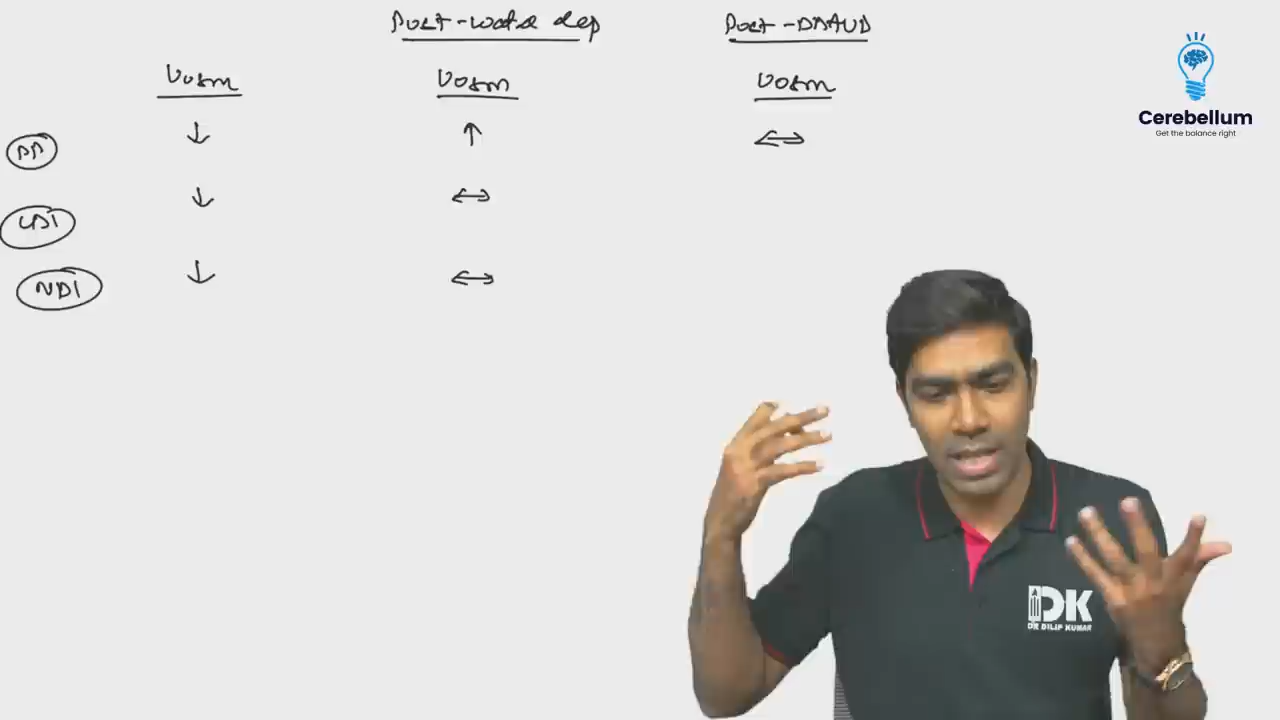 Post-water dep Post-DDAVD
Uosm Uosm Uosm
PP ↓ ↑ ↔
CDI ↓ ↔
NDI ↓ ↔
Cerebellum
Get the balance right
DK
DR DILIP KUMAR